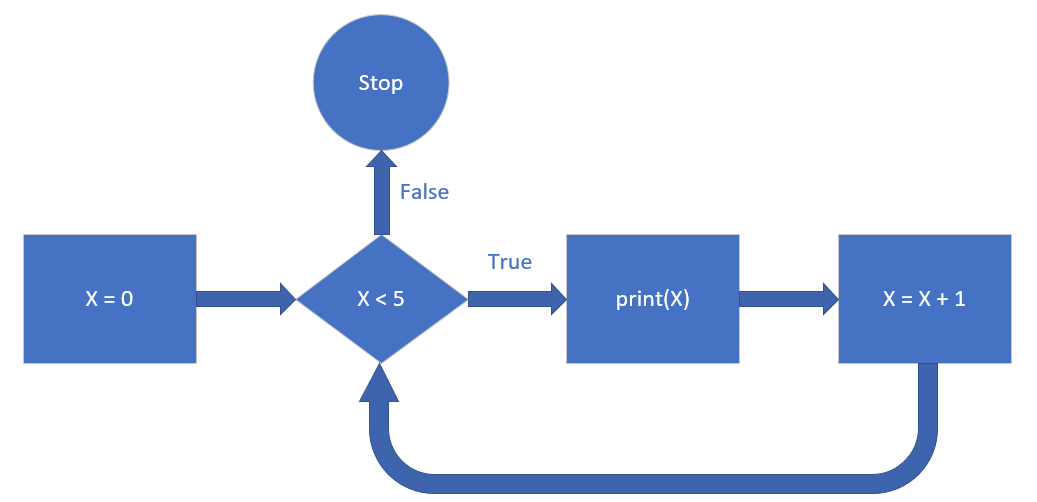 Stop
False
True
X = 0
X < 5
print(X)
X = X + 1